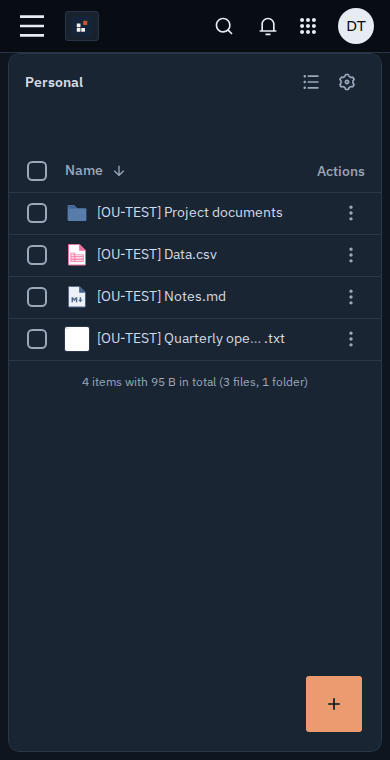 DT
Personal
Name
Actions
[OU-TEST] Project documents
[OU-TEST] Data.csv
[OU-TEST] Notes.md
[OU-TEST] Quarterly ope... .txt
4 items with 95 B in total (3 files, 1 folder)